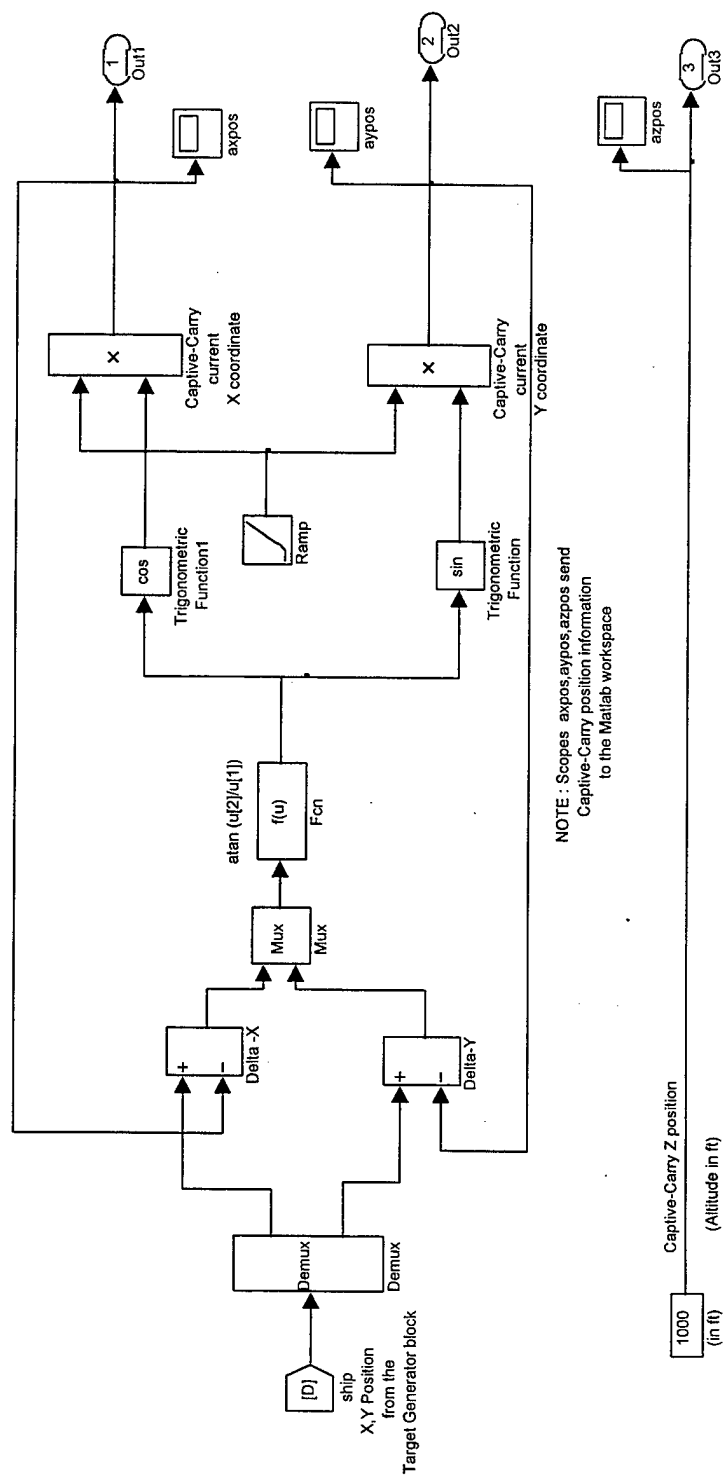 [D]
ship
X,Y Position
from the
Target Generator block
Demux
Demux
+
−
Delta -X
+
−
Delta-Y
Mux
Mux
atan (u[2]/u[1])
f(u)
Fcn
cos
Trigonometric
Function1
sin
Trigonometric
Function
Ramp
×
Captive-Carry
current
X coordinate
×
Captive-Carry
current
Y coordinate
axpos
1
Out1
aypos
2
Out2
NOTE : Scopes axpos,aypos,azpos send
Captive-Carry position information
to the Matlab workspace
1000
(in ft)
Captive-Carry Z position
(Altitude in ft)
azpos
3
Out3